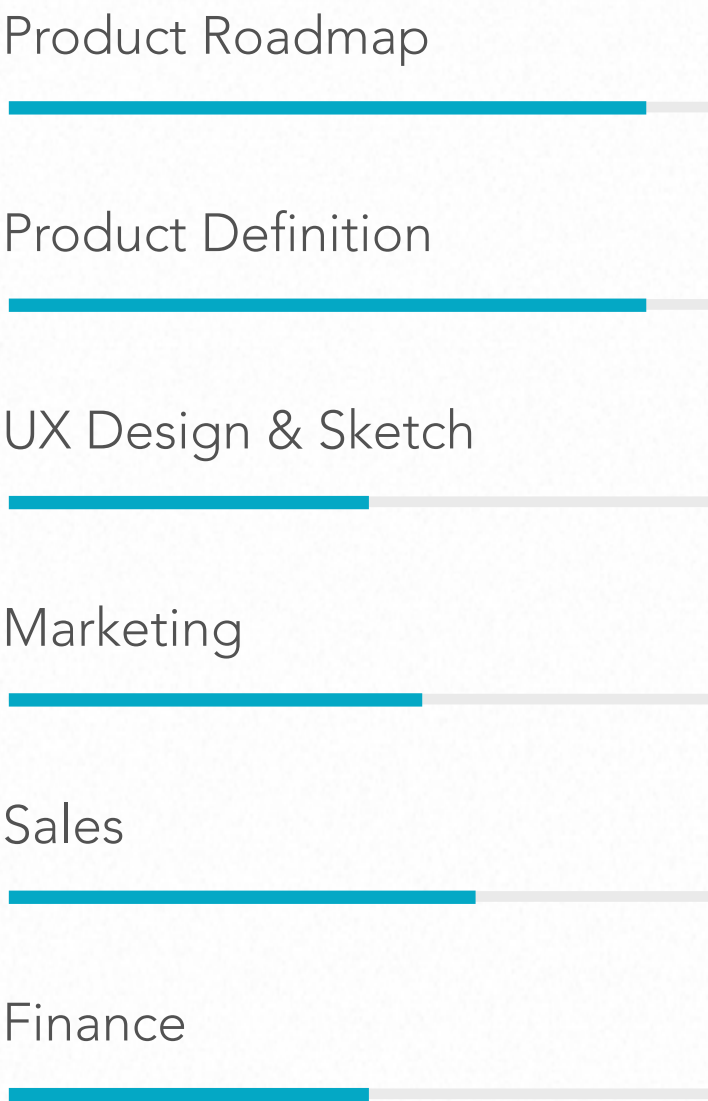 Product Roadmap
Product Definition
UX Design & Sketch
Marketing
Sales
Finance